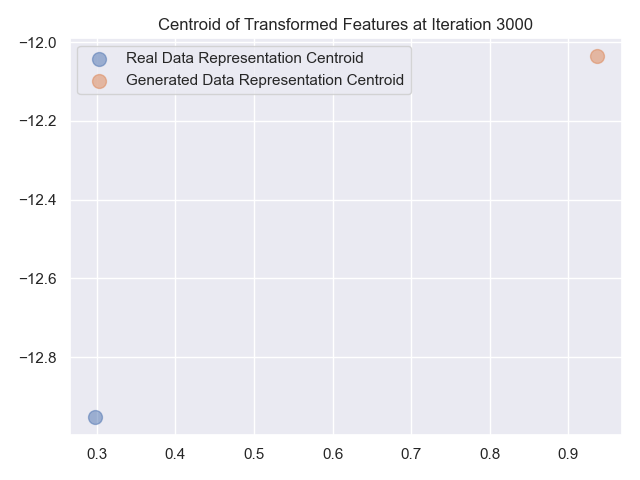 Centroid of Transformed Features at Iteration 3000
Real Data Representation Centroid
Generated Data Representation Centroid
−12.0
−12.2
−12.4
−12.6
−12.8
0.3 0.4 0.5 0.6 0.7 0.8 0.9